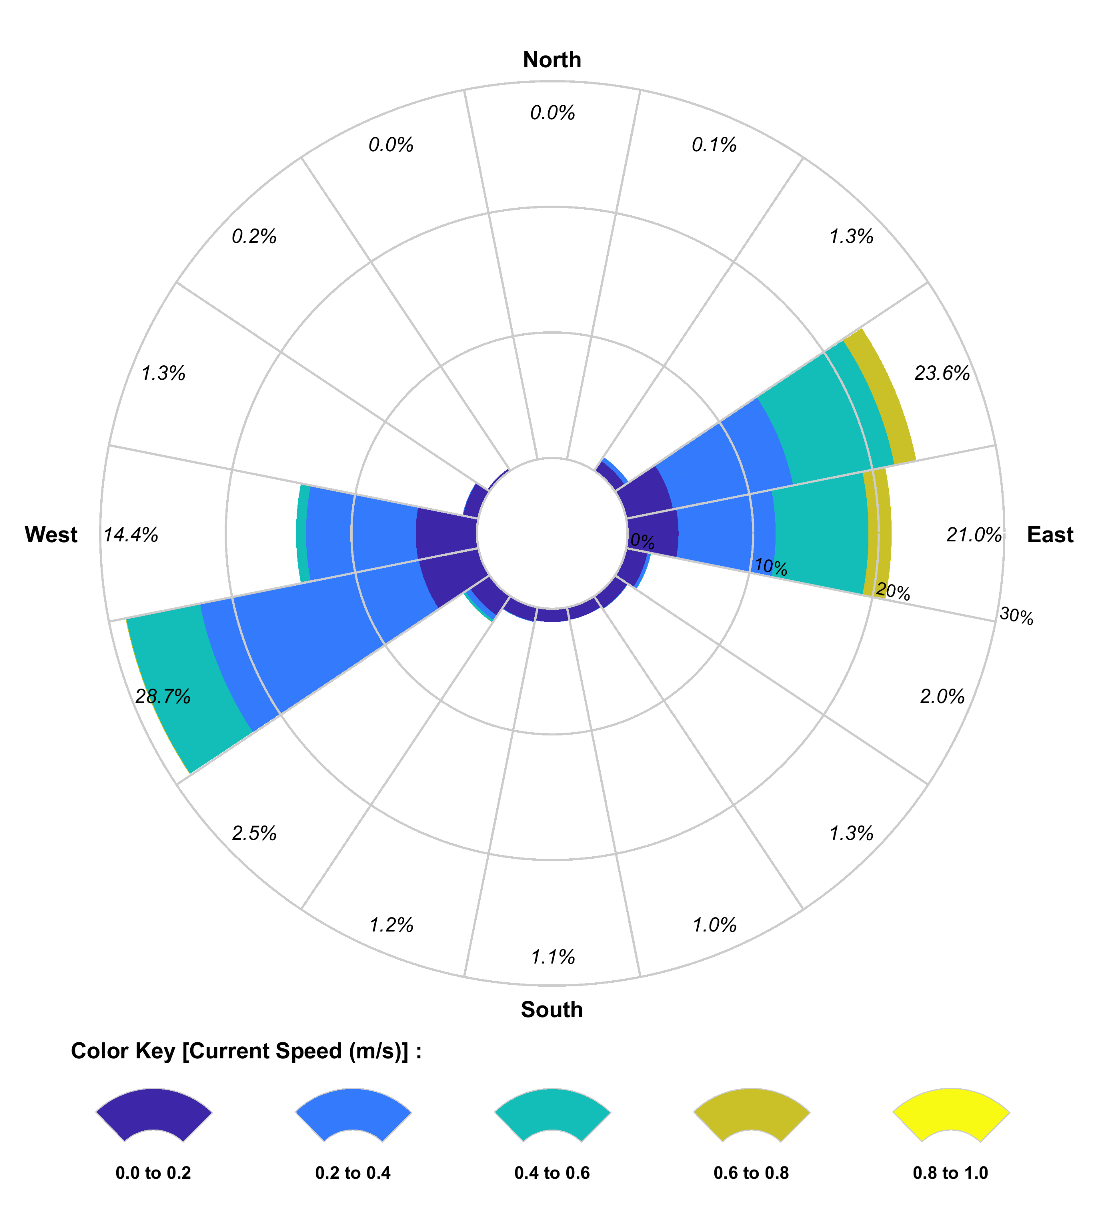 North
0.0%
0.0%
0.1%
0.2%
1.3%
1.3%
23.6%
West
14.4%
0%
21.0%
East
10%
20%
30%
28.7%
2.0%
2.5%
1.3%
1.2%
1.0%
1.1%
South
Color Key [Current Speed (m/s)] :
0.0 to 0.2
0.2 to 0.4
0.4 to 0.6
0.6 to 0.8
0.8 to 1.0